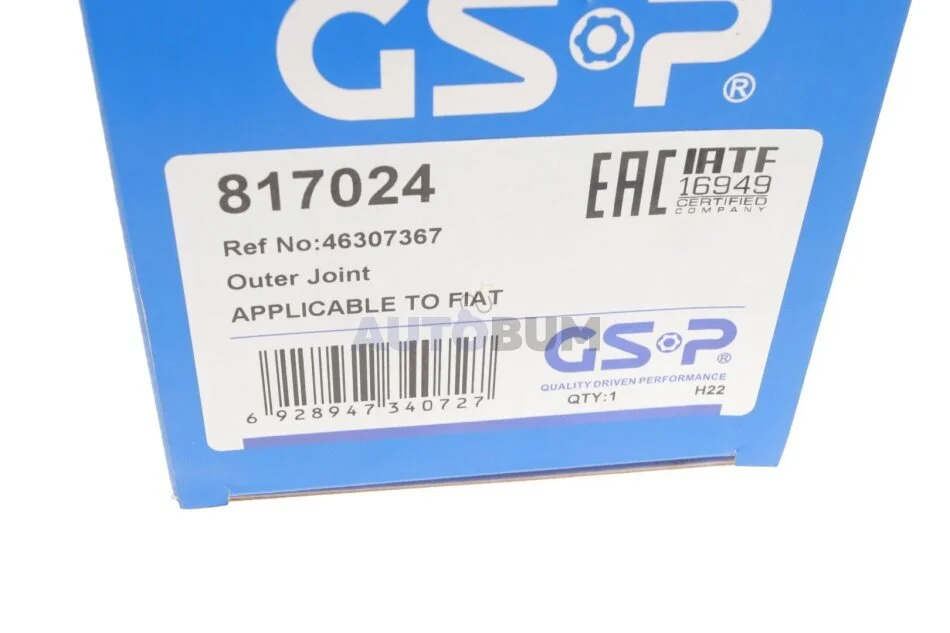 GSP®
817024
EAC
IATF
16949
CERTIFIED
COMPANY
Ref No:46307367
Outer Joint
APPLICABLE TO FIAT
AUTOBUM
GSP®
QUALITY DRIVEN PERFORMANCE
QTY:1 H22
6 928947 340727